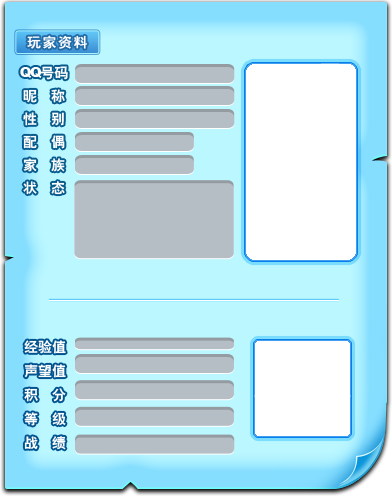 玩家资料
QQ号码
昵 称
性 别
配 偶
家 族
状 态
经验值
声望值
积 分
等 级
战 绩